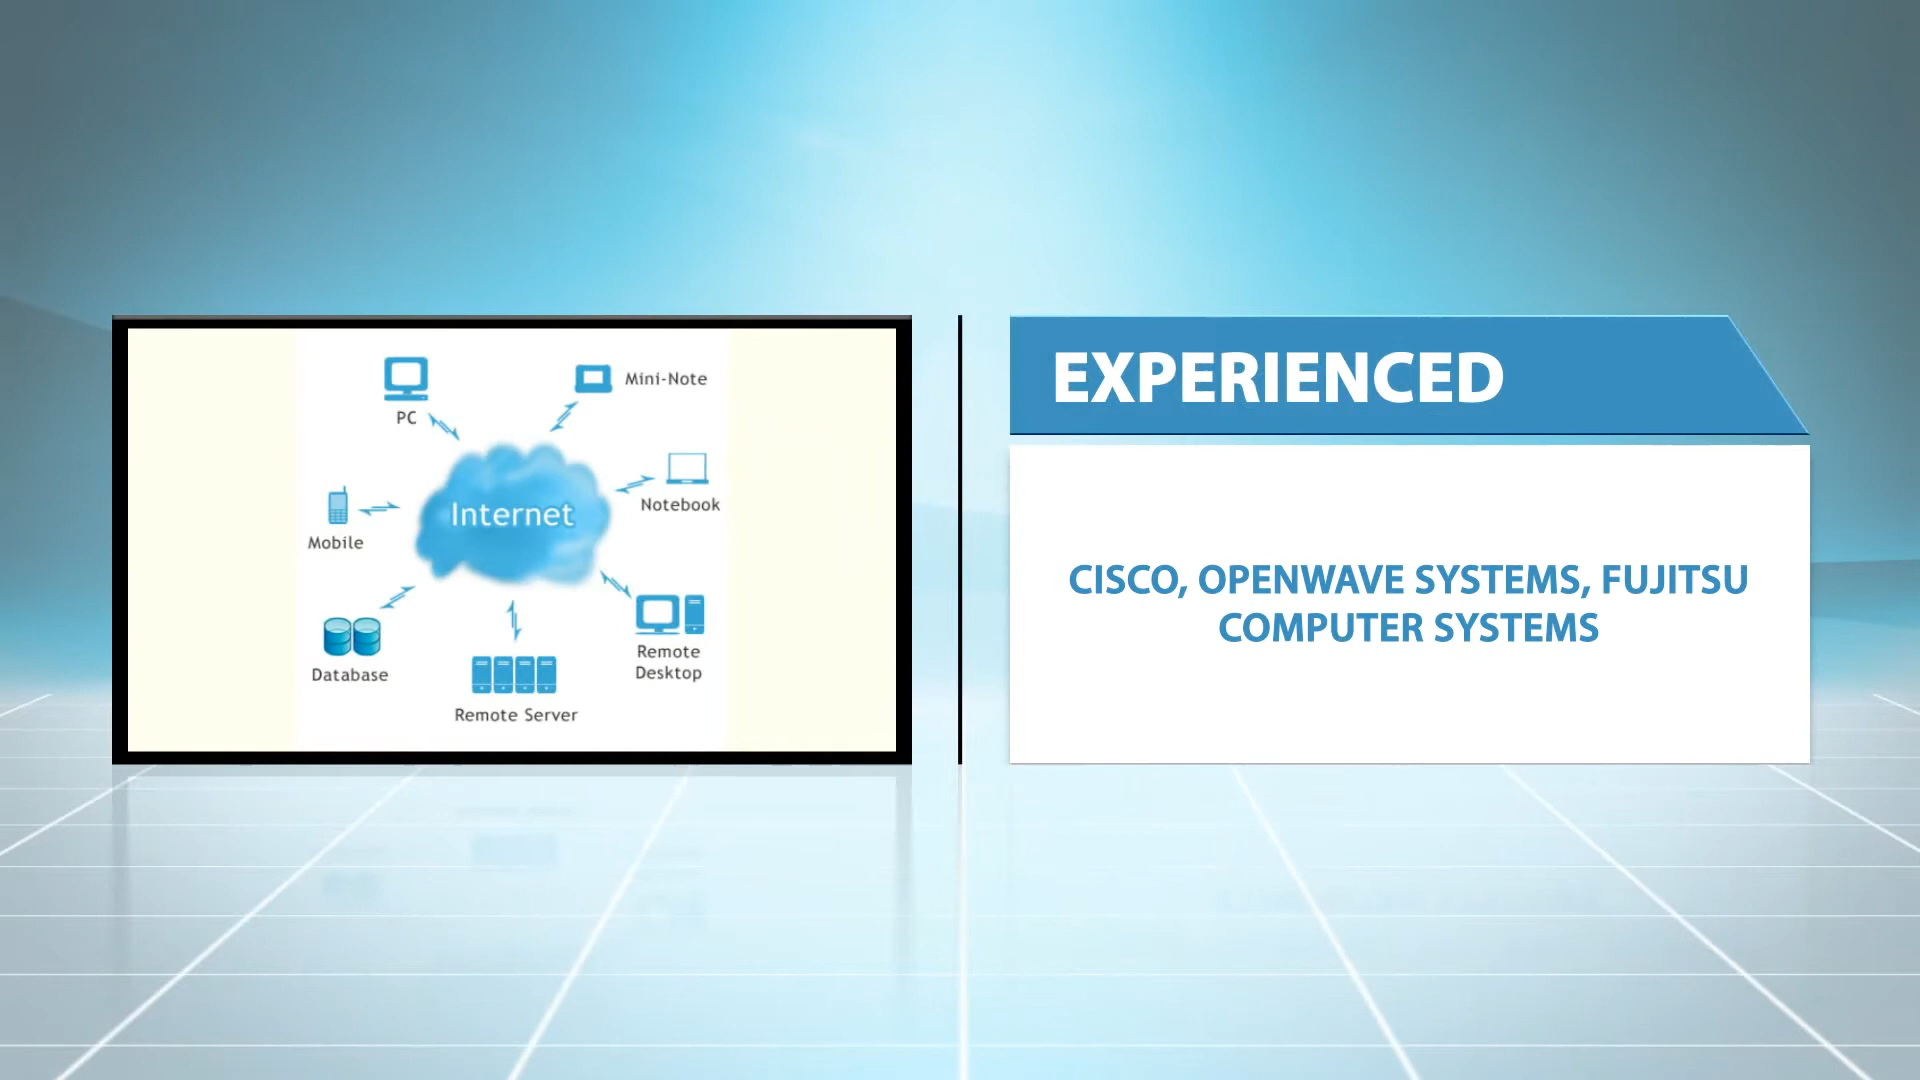 PC
Mini-Note
Internet
Notebook
Mobile
Remote
Desktop
Database
Remote Server
EXPERIENCED
CISCO, OPENWAVE SYSTEMS, FUJITSU
COMPUTER SYSTEMS